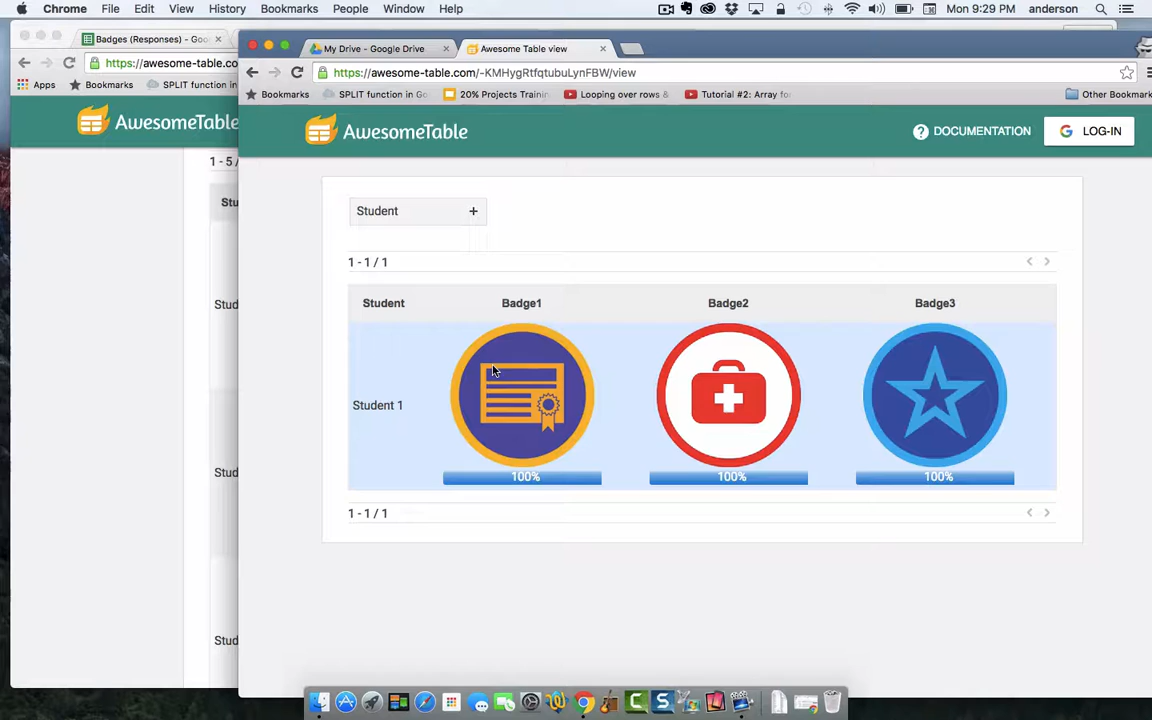 Chrome File Edit View History Bookmarks People Window Help Mon 9:29 PM anderson
Badges (Responses) - Goo
My Drive - Google Drive
Awesome Table view
https://awesome-table.co
https://awesome-table.com/-KMHygRtfqtubuLynFBW/view
Apps Bookmarks SPLIT function in
Bookmarks SPLIT function in Go 20% Projects Trainin Looping over rows & Tutorial #2: Array for Other Bookmark
AwesomeTable
AwesomeTable
DOCUMENTATION
LOG-IN
1 - 5 /
Stu
Stud
Stud
Stud
Student +
1 - 1 / 1
Student Badge1 Badge2 Badge3
Student 1
100% 100% 100%
1 - 1 / 1